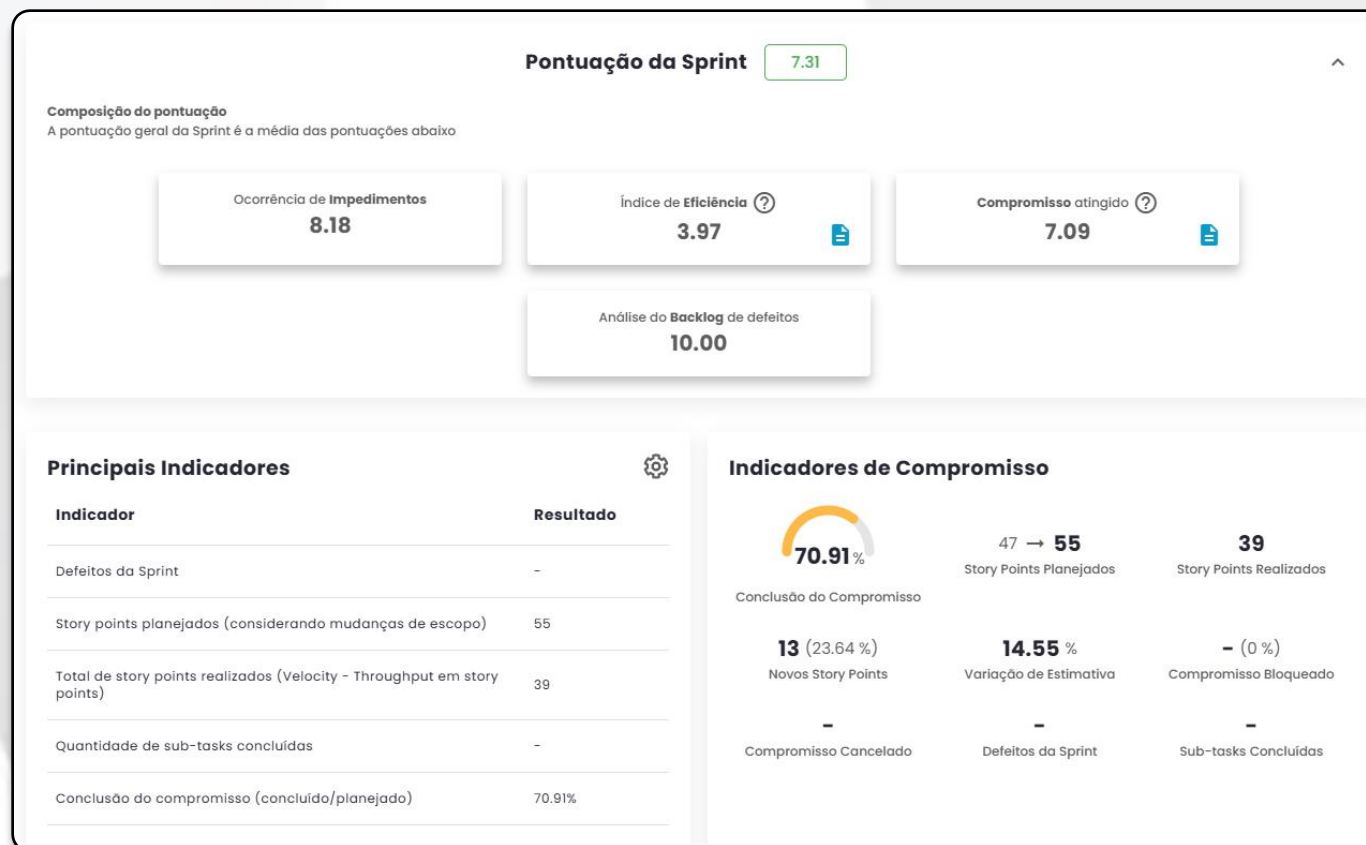 Pontuação da Sprint 7.31
Composição do pontuação
A pontuação geral da Sprint é a média das pontuações abaixo
Ocorrência de Impedimentos
8.18
Índice de Eficiência ?
3.97
Compromisso atingido ?
7.09
Análise do Backlog de defeitos
10.00
Principais Indicadores
Indicador Resultado
Defeitos da Sprint -
Story points planejados (considerando mudanças de escopo) 55
Total de story points realizados (Velocity - Throughput em story
points) 39
Quantidade de sub-tasks concluídas -
Conclusão do compromisso (concluído/planejado) 70.91%
Indicadores de Compromisso
70.91 %
Conclusão do Compromisso
47 → 55
Story Points Planejados
39
Story Points Realizados
13 (23.64 %)
Novos Story Points
14.55 %
Variação de Estimativa
- (0 %)
Compromisso Bloqueado
-
Compromisso Cancelado
-
Defeitos da Sprint
-
Sub-tasks Concluídas